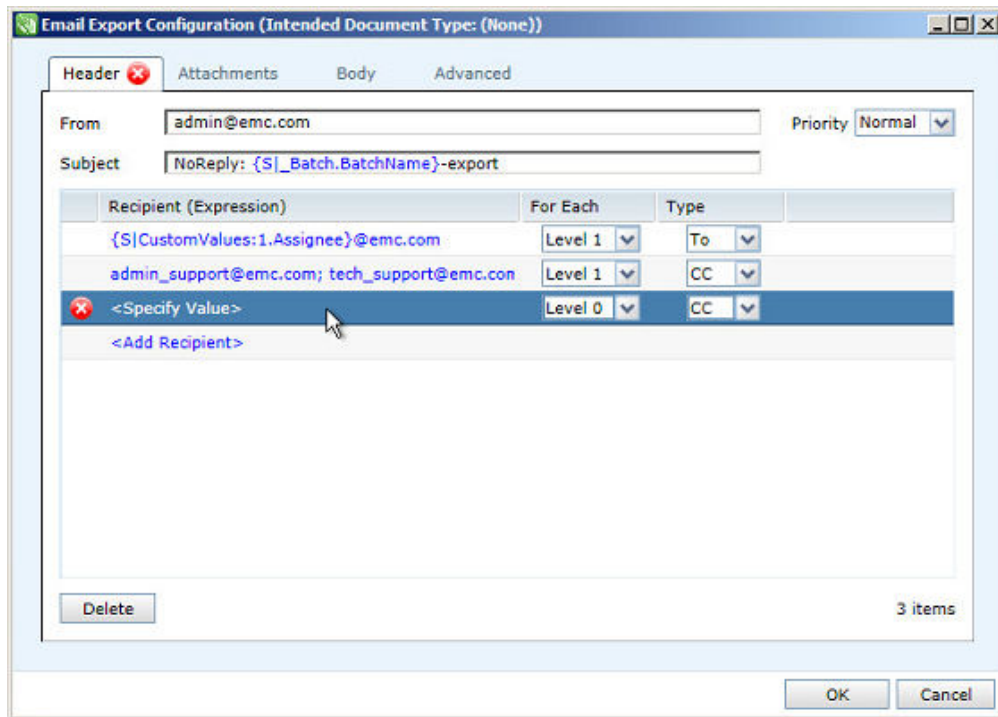 Email Export Configuration (Intended Document Type: (None))
Header Attachments Body Advanced
From admin@emc.com Priority Normal
Subject NoReply: {S|_Batch.BatchName}-export
Recipient (Expression) For Each Type
{S|CustomValues:1.Assignee}@emc.com Level 1 To
admin_support@emc.com; tech_support@emc.con Level 1 CC
<Specify Value> Level 0 CC
<Add Recipient>
Delete 3 items
OK Cancel